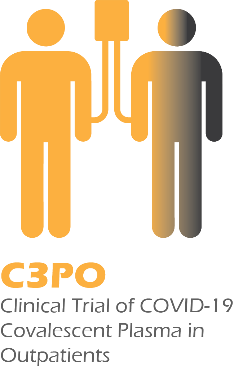 C3PO
Clinical Trial of COVID-19
Covalescent Plasma in
Outpatients